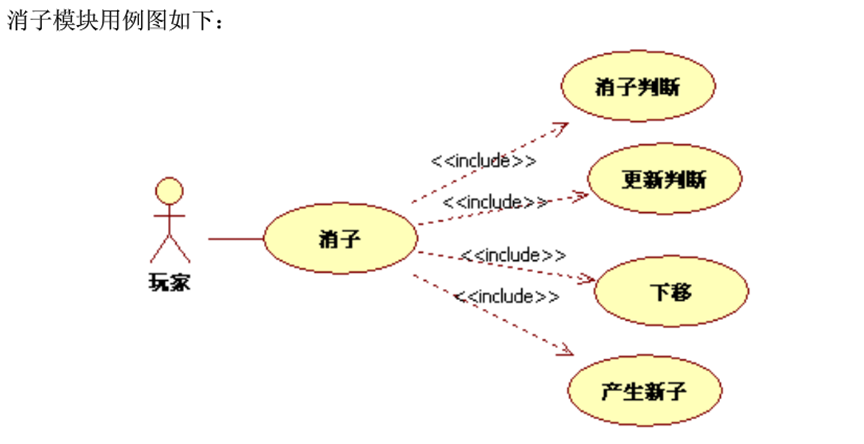 消子模块用例图如下：
消子判断
<<include>>
更新判断
<<include>>
消子
<<include>>
下移
玩家
<<include>>
产生新子